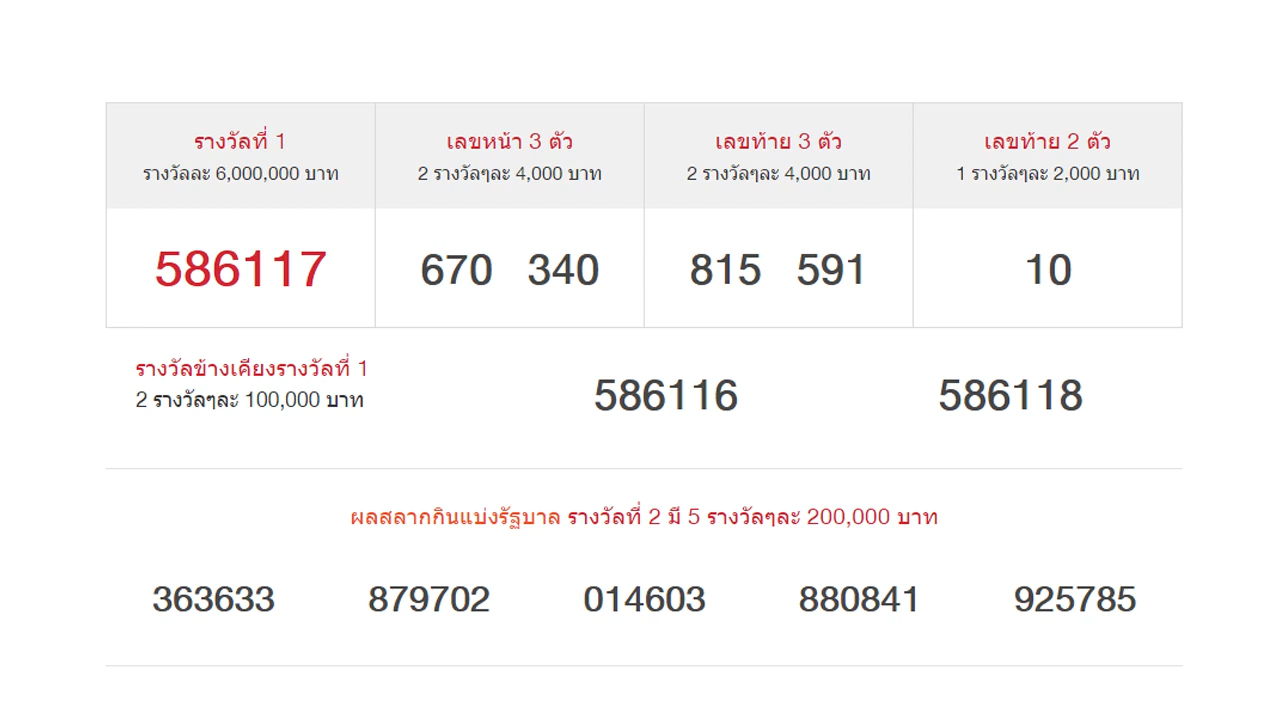 รางวัลที่ 1
รางวัลละ 6,000,000 บาท
586117
เลขหน้า 3 ตัว
2 รางวัลๆละ 4,000 บาท
670 340
เลขท้าย 3 ตัว
2 รางวัลๆละ 4,000 บาท
815 591
เลขท้าย 2 ตัว
1 รางวัลๆละ 2,000 บาท
10
รางวัลข้างเคียงรางวัลที่ 1
2 รางวัลๆละ 100,000 บาท
586116 586118
ผลสลากกินแบ่งรัฐบาล รางวัลที่ 2 มี 5 รางวัลๆละ 200,000 บาท
363633 879702 014603 880841 925785